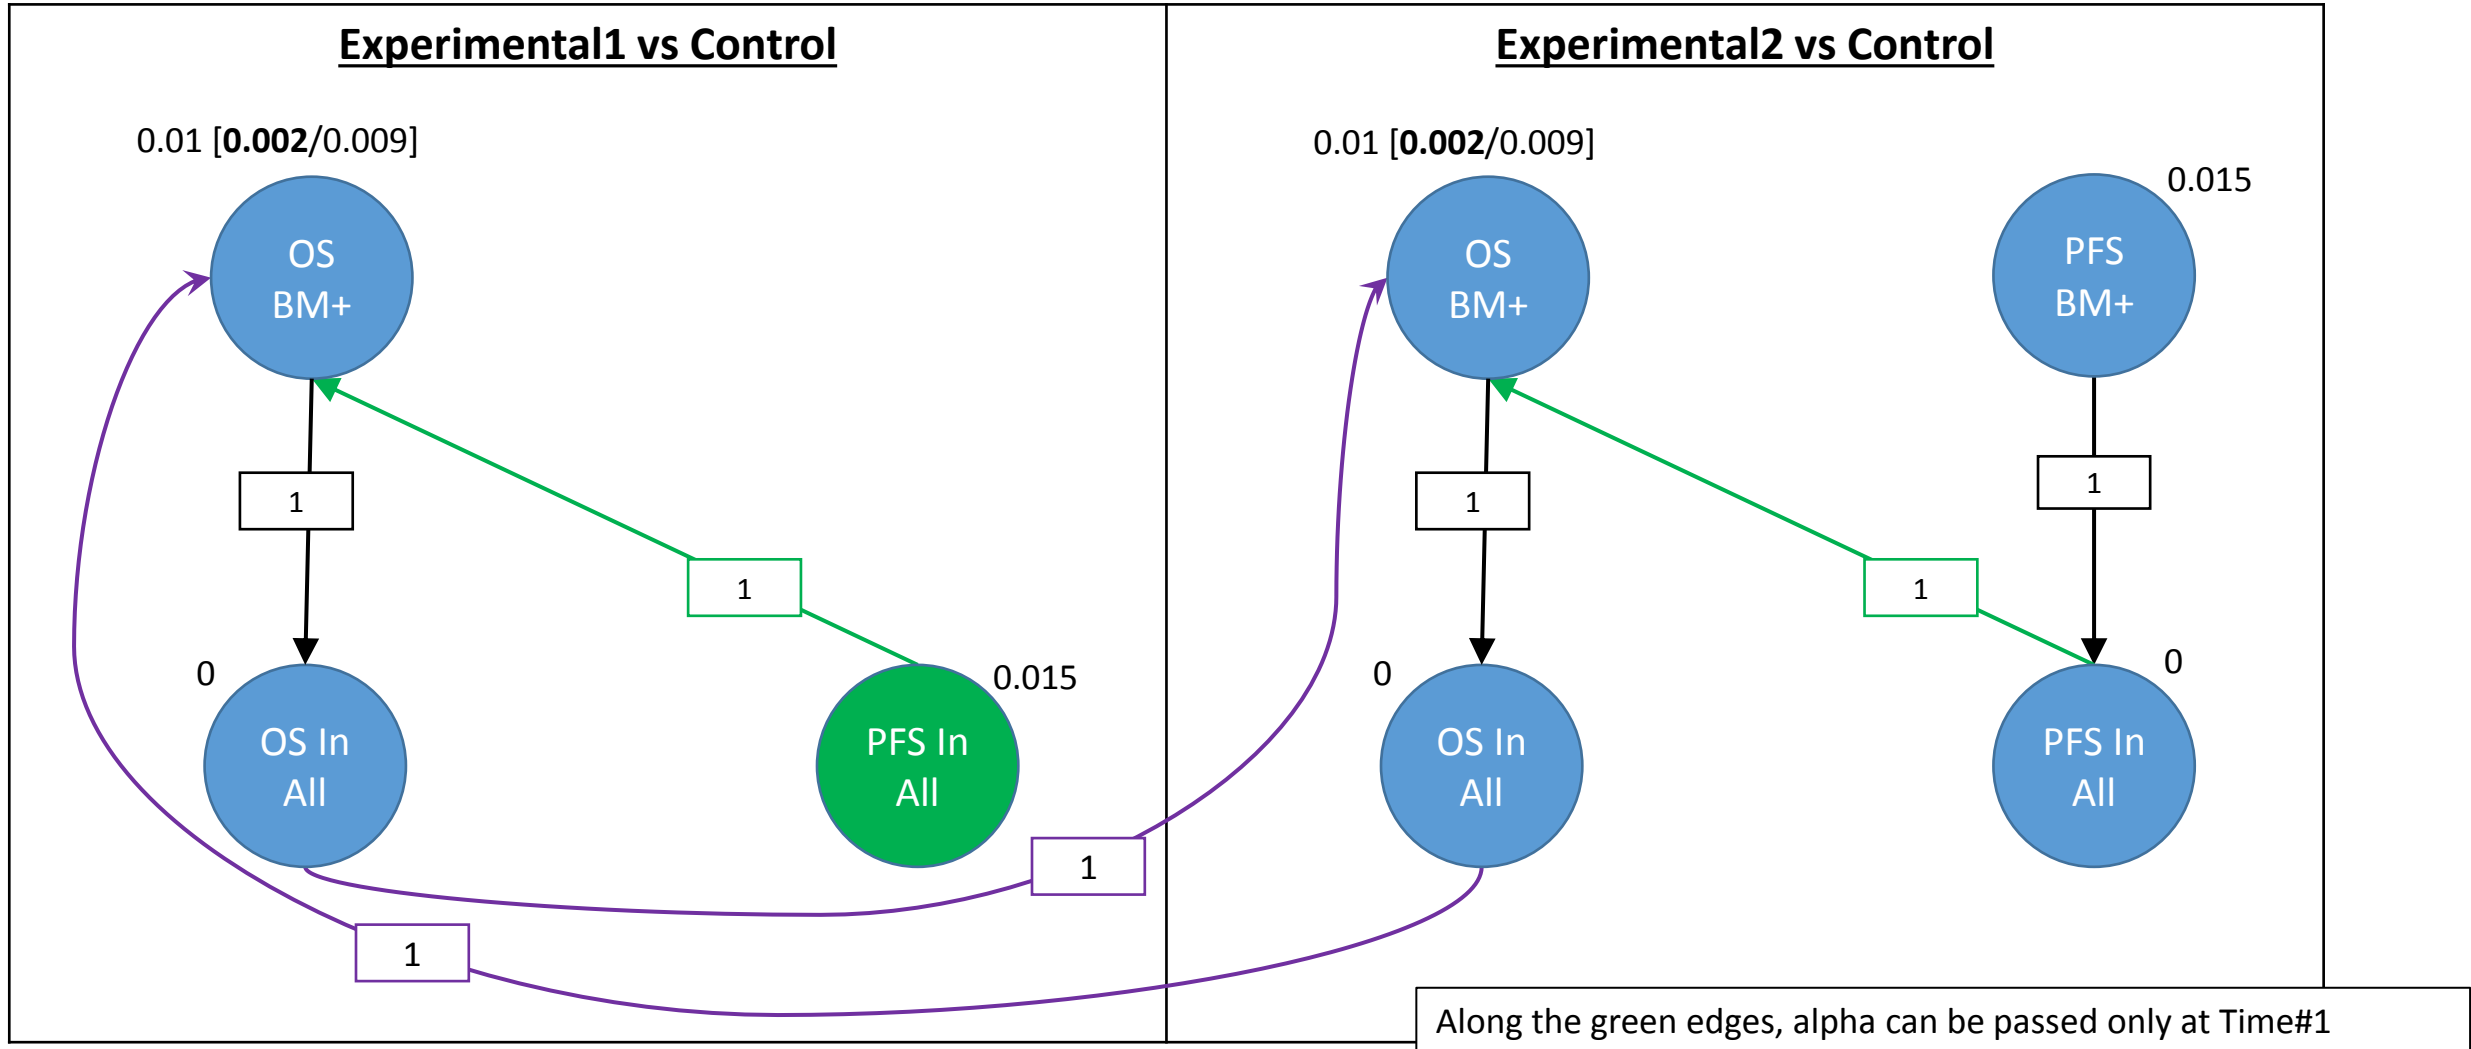 Experimental1 vs Control
0.01 [0.002/0.009]
OS
BM+
1
1
0
OS In
All
0.015
PFS In
All
1
1
Experimental2 vs Control
0.01 [0.002/0.009]
0.015
OS
BM+
PFS
BM+
1
1
1
0
OS In
All
0
PFS In
All
Along the green edges, alpha can be passed only at Time#1